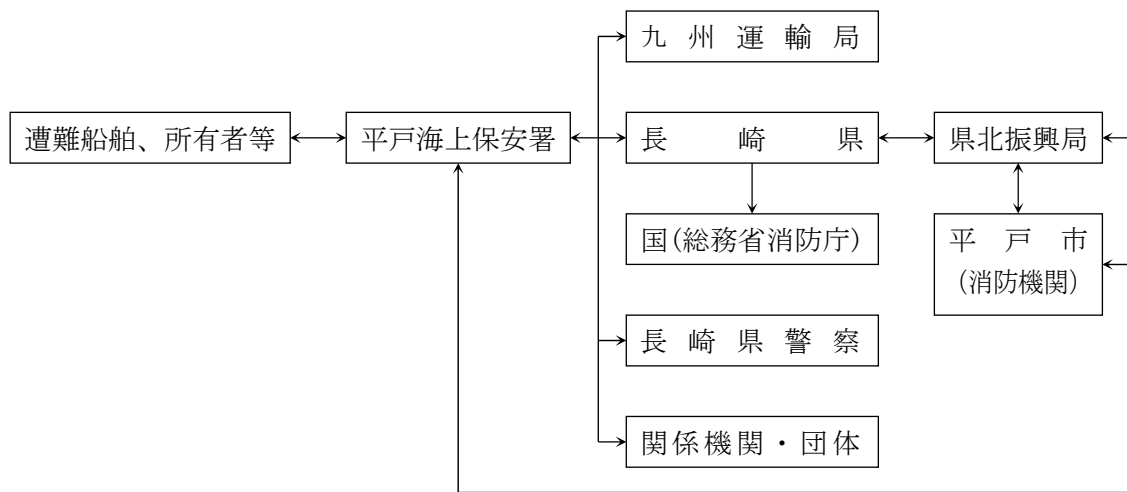 九州運輸局
遭難船舶、所有者等
平戸海上保安署
長崎県
県北振興局
国(総務省消防庁)
平戸市
(消防機関)
長崎県警察
関係機関・団体